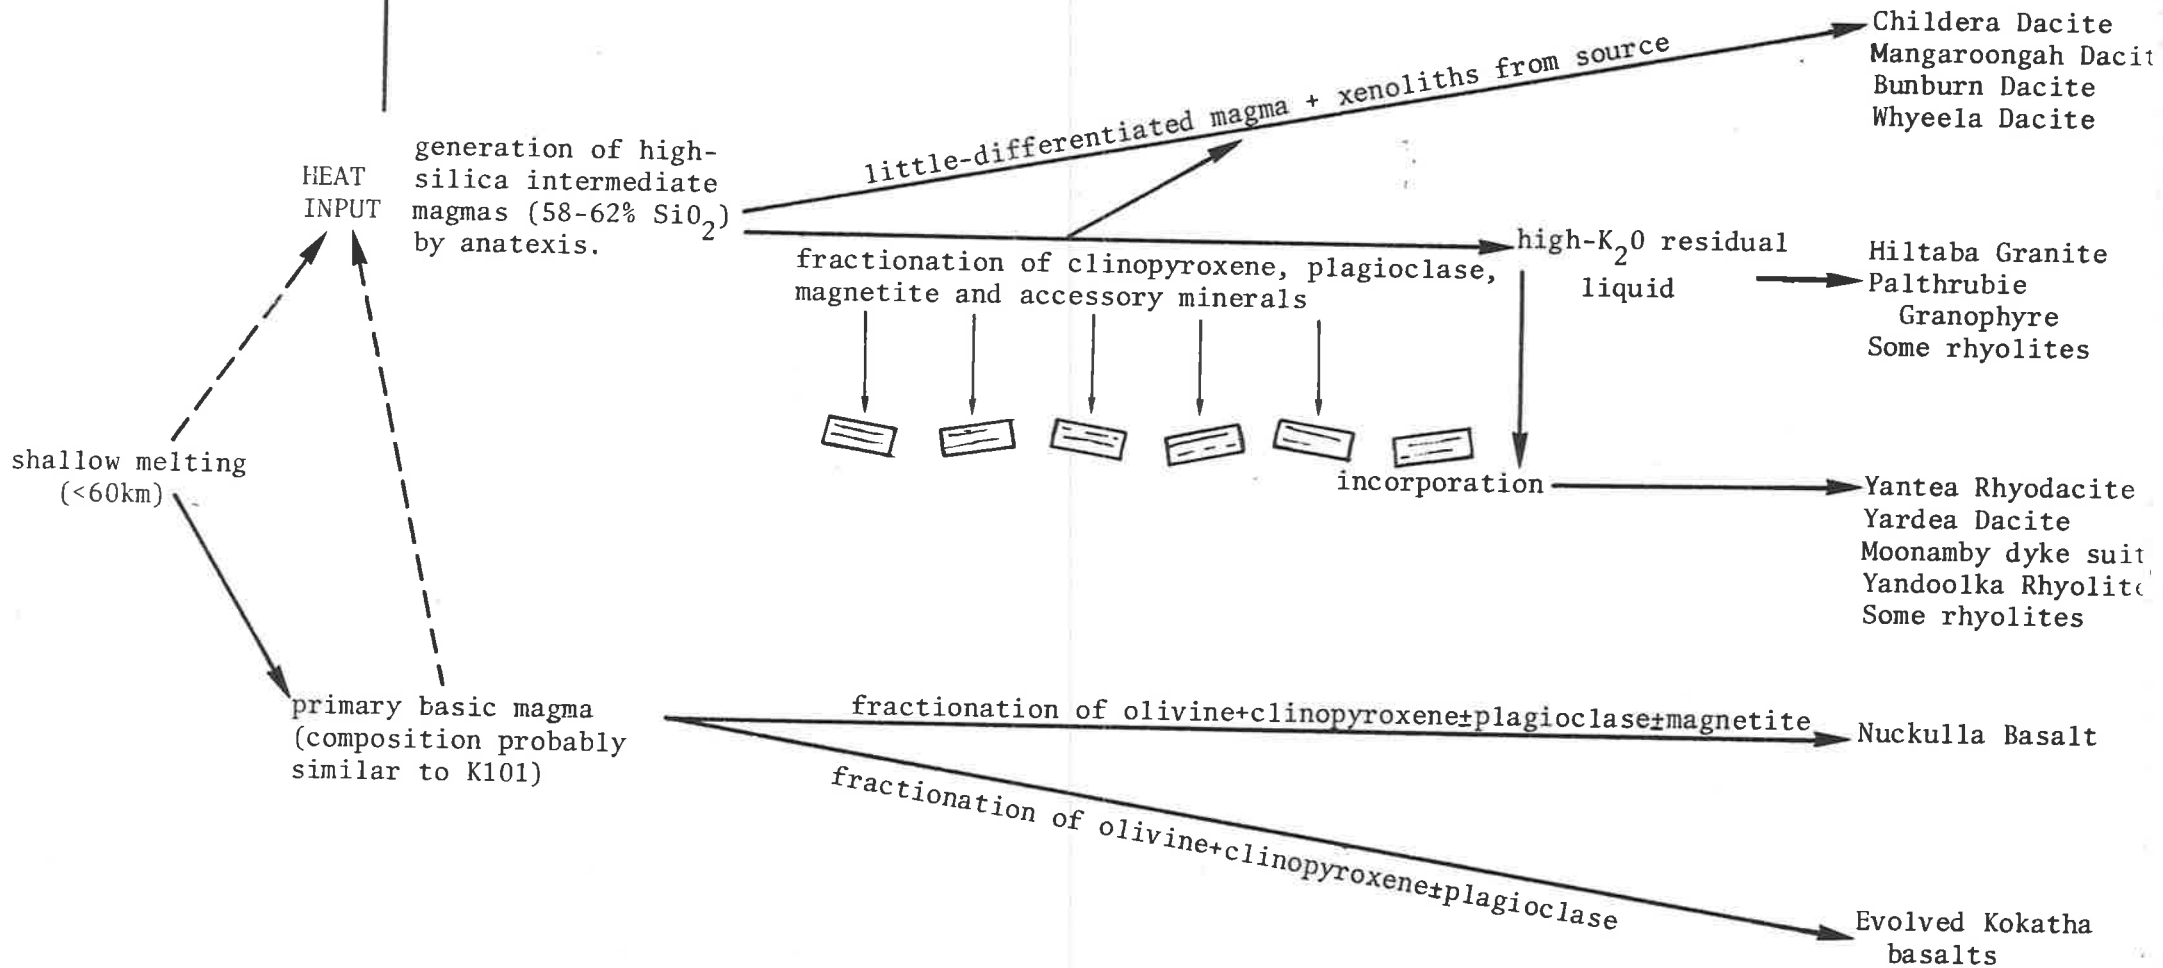 Childera Dacite
Mangaroongah Dacit
Bunburn Dacite
Whyeela Dacite
little-differentiated magma + xenoliths from source
HEAT
INPUT
generation of high-
silica intermediate
magmas (58-62% SiO₂)
by anatexis.
high-K₂O residual
liquid
fractionation of clinopyroxene, plagioclase,
magnetite and accessory minerals
Hiltaba Granite
Palthrubie
Granophyre
Some rhyolites
shallow melting
(<60km)
incorporation
Yantea Rhyodacite
Yardea Dacite
Moonamby dyke suit
Yandoolka Rhyolite
Some rhyolites
primary basic magma
(composition probably
similar to K101)
fractionation of olivine+clinopyroxene±plagioclase±magnetite
Nuckulla Basalt
fractionation of olivine+clinopyroxene±plagioclase
Evolved Kokatha
basalts